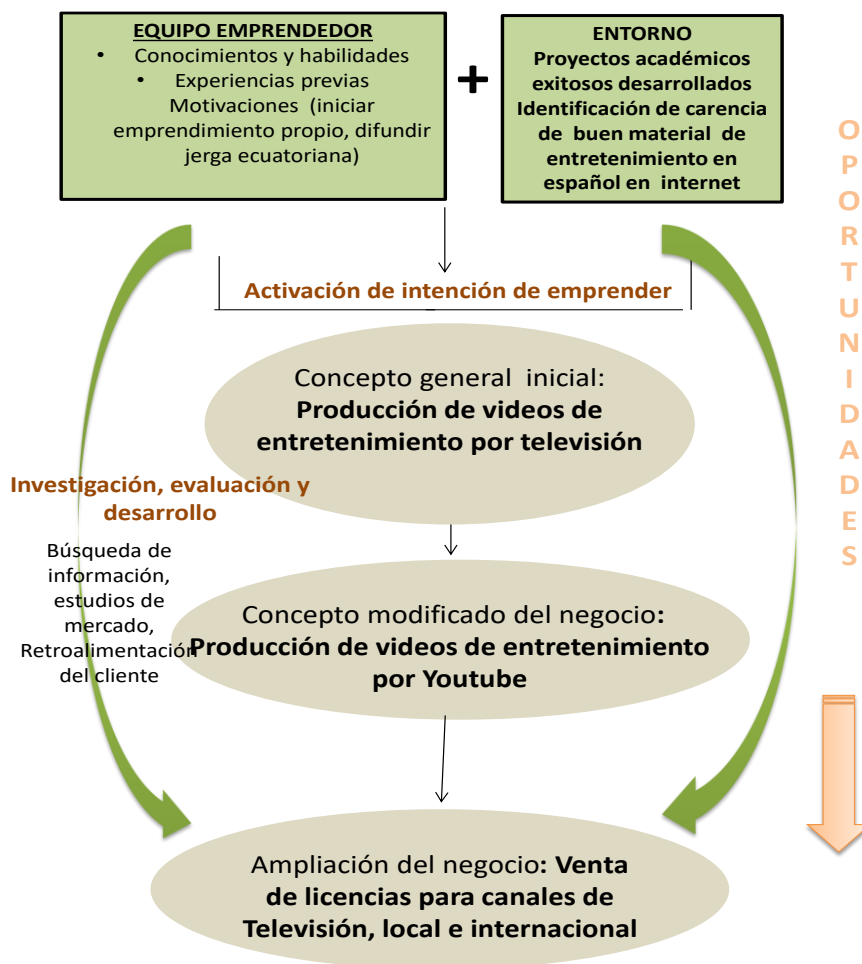 EQUIPO EMPRENDEDOR
• Conocimientos y habilidades
• Experiencias previas
Motivaciones (iniciar
emprendimiento propio, difundir
jerga ecuatoriana)
+
ENTORNO
Proyectos académicos
exitosos desarrollados
Identificación de carencia
de buen material de
entretenimiento en
español en internet
O
P
O
R
T
U
N
I
D
A
D
E
S
Activación de intención de emprender
Concepto general inicial:
Producción de videos de
entretenimiento por televisión
Investigación, evaluación y
desarrollo
Búsqueda de
información,
estudios de
mercado,
Retroalimentación
del cliente
Concepto modificado del negocio:
Producción de videos de entretenimiento
por Youtube
Ampliación del negocio: Venta
de licencias para canales de
Televisión, local e internacional